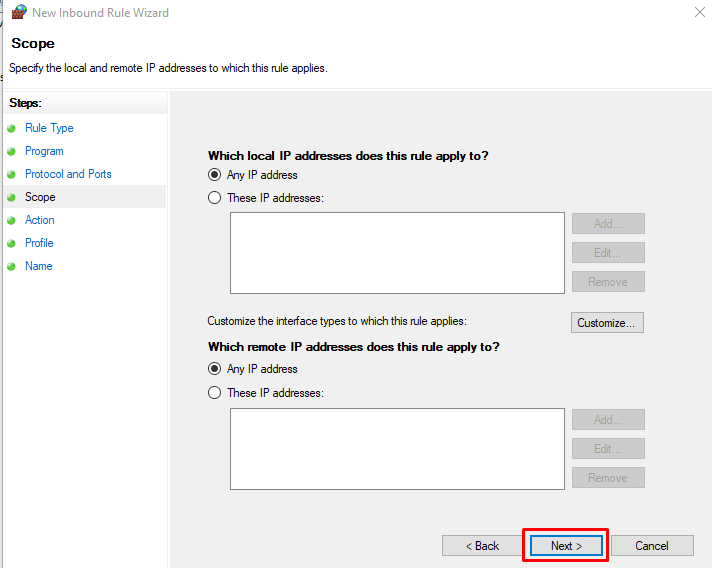 New Inbound Rule Wizard
Scope
Specify the local and remote IP addresses to which this rule applies.
Steps:
Rule Type
Program
Protocol and Ports
Scope
Action
Profile
Name
Which local IP addresses does this rule apply to?
Any IP address
These IP addresses:
Add...
Edit...
Remove
Customize the interface types to which this rule applies:
Customize...
Which remote IP addresses does this rule apply to?
Any IP address
These IP addresses:
Add...
Edit...
Remove
< Back
Next >
Cancel